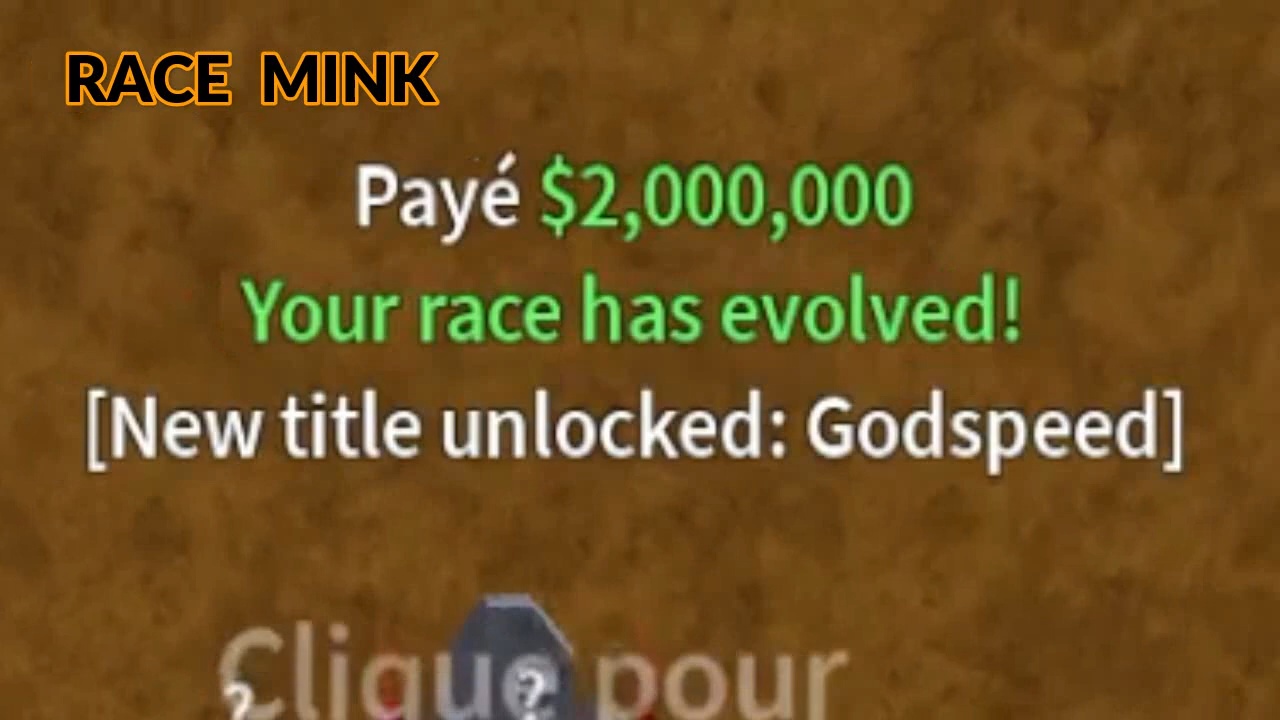 RACE MINK
Payé $2,000,000
Your race has evolved!
[New title unlocked: Godspeed]
Clique pour
?
?